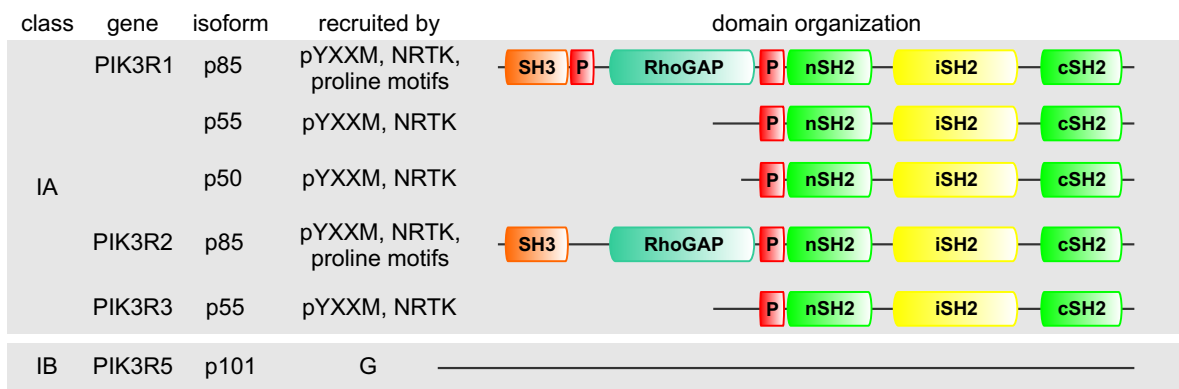 class gene isoform recruited by domain organization
PIK3R1 p85 pYXXM, NRTK, proline motifs SH3 P RhoGAP P nSH2 iSH2 cSH2
p55 pYXXM, NRTK P nSH2 iSH2 cSH2
IA p50 pYXXM, NRTK P nSH2 iSH2 cSH2
PIK3R2 p85 pYXXM, NRTK, proline motifs SH3 RhoGAP P nSH2 iSH2 cSH2
PIK3R3 p55 pYXXM, NRTK P nSH2 iSH2 cSH2
IB PIK3R5 p101 G